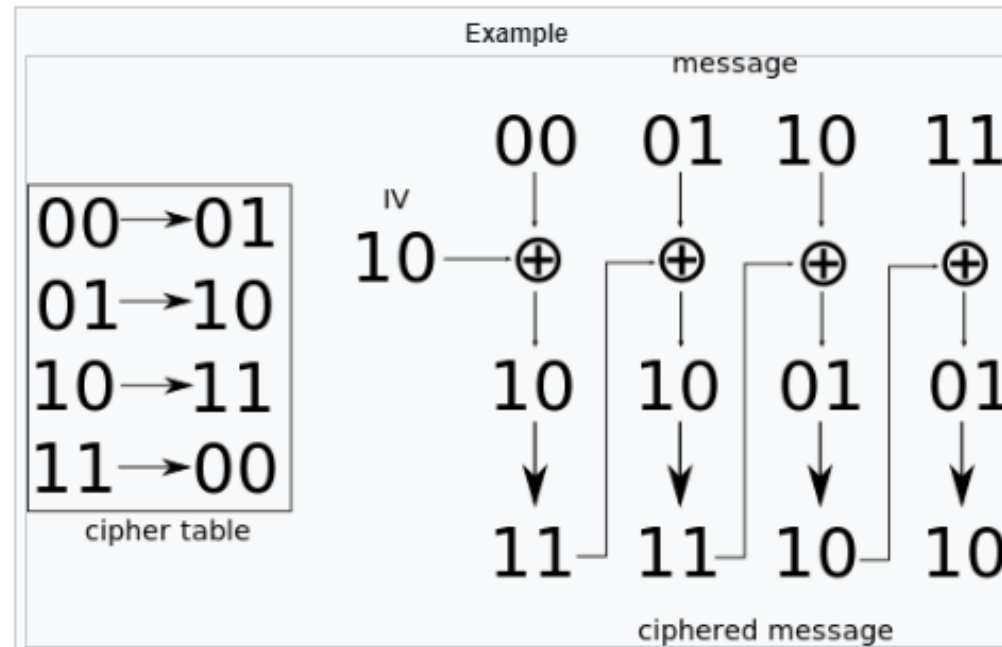 Example
message
00 01 10 11
IV
10
00 01
01 10
10 11
11 00
cipher table
10 10 01 01
11 11 10 10
ciphered message